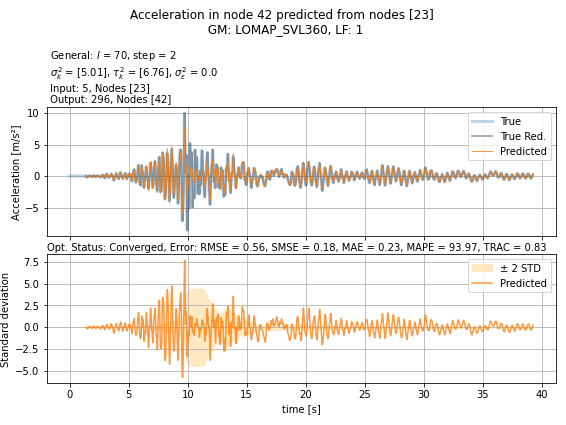 Acceleration in node 42 predicted from nodes [23]
GM: LOMAP_SVL360, LF: 1
General: l = 70, step = 2
σ²ₖ = [5.01], τ²ₖ = [6.76], σ²ε = 0.0
Input: 5, Nodes [23]
Output: 296, Nodes [42]
10
5
0
−5
Acceleration [m/s²]
True
True Red.
Predicted
Opt. Status: Converged, Error: RMSE = 0.56, SMSE = 0.18, MAE = 0.23, MAPE = 93.97, TRAC = 0.83
7.5
5.0
2.5
0.0
−2.5
−5.0
Standard deviation
± 2 STD
Predicted
0 5 10 15 20 25 30 35 40
time [s]